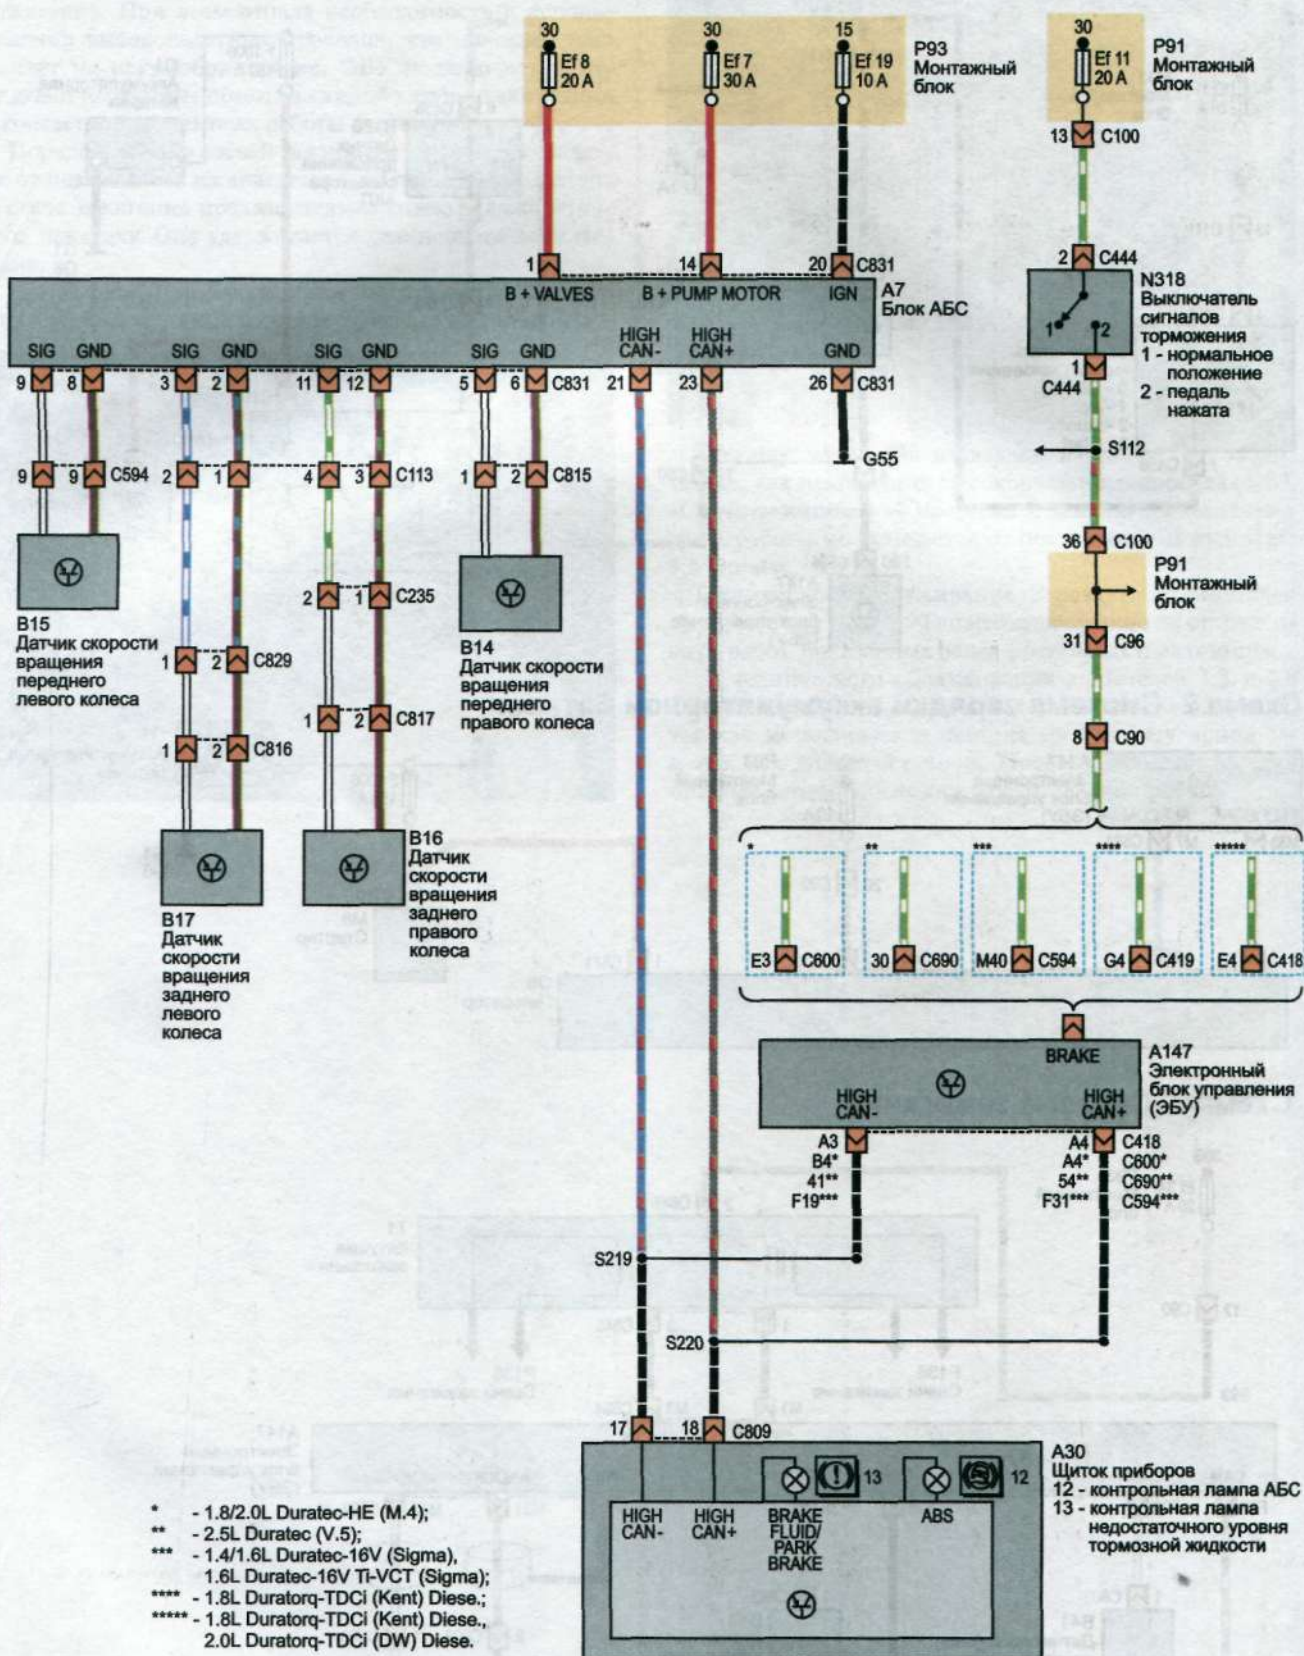 30
Ef 8
20 A
30
Ef 7
30 A
15
Ef 19
10 A
P93
Монтажный
блок
30
Ef 11
20 A
P91
Монтажный
блок
13 C100
1 14 20 C831
2 C444
B + VALVES B + PUMP MOTOR IGN
A7
Блок АБС
N318
Выключатель
сигналов
торможения
1 - нормальное
положение
2 - педаль
нажата
1 2
HIGH
CAN-
HIGH
CAN+
SIG GND SIG GND SIG GND SIG GND GND
9 8 3 2 11 12 5 6 C831 21 23 26 C831
1
C444
S112
G55
9 9 C594 2 1 4 3 C113 1 2 C815
36 C100
P91
Монтажный
блок
2 1 C235
B15
Датчик скорости
вращения
переднего
левого колеса
B14
Датчик скорости
вращения
переднего
правого колеса
31 C96
1 2 C829
1 2 C817
1 2 C816
8 C90
B16
Датчик
скорости
вращения
заднего
правого
колеса
B17
Датчик
скорости
вращения
заднего
левого
колеса
* ** *** **** *****
E3 C600 30 C690 M40 C594 G4 C419 E4 C418
BRAKE
HIGH
CAN-
HIGH
CAN+
A147
Электронный
блок управления
(ЭБУ)
A3 A4 C418
B4* A4* C600*
41** 54** C690**
F19*** F31*** C594***
S219
S220
17 18 C809
13 12
HIGH
CAN-
HIGH
CAN+
BRAKE
FLUID/
PARK
BRAKE
ABS
A30
Щиток приборов
12 - контрольная лампа АБС
13 - контрольная лампа
недостаточного уровня
тормозной жидкости
* - 1.8/2.0L Duratec-HE (M.4);
** - 2.5L Duratec (V.5);
*** - 1.4/1.6L Duratec-16V (Sigma),
1.6L Duratec-16V Ti-VCT (Sigma);
**** - 1.8L Duratorq-TDCi (Kent) Diese.;
***** - 1.8L Duratorq-TDCi (Kent) Diese.,
2.0L Duratorq-TDCi (DW) Diese.